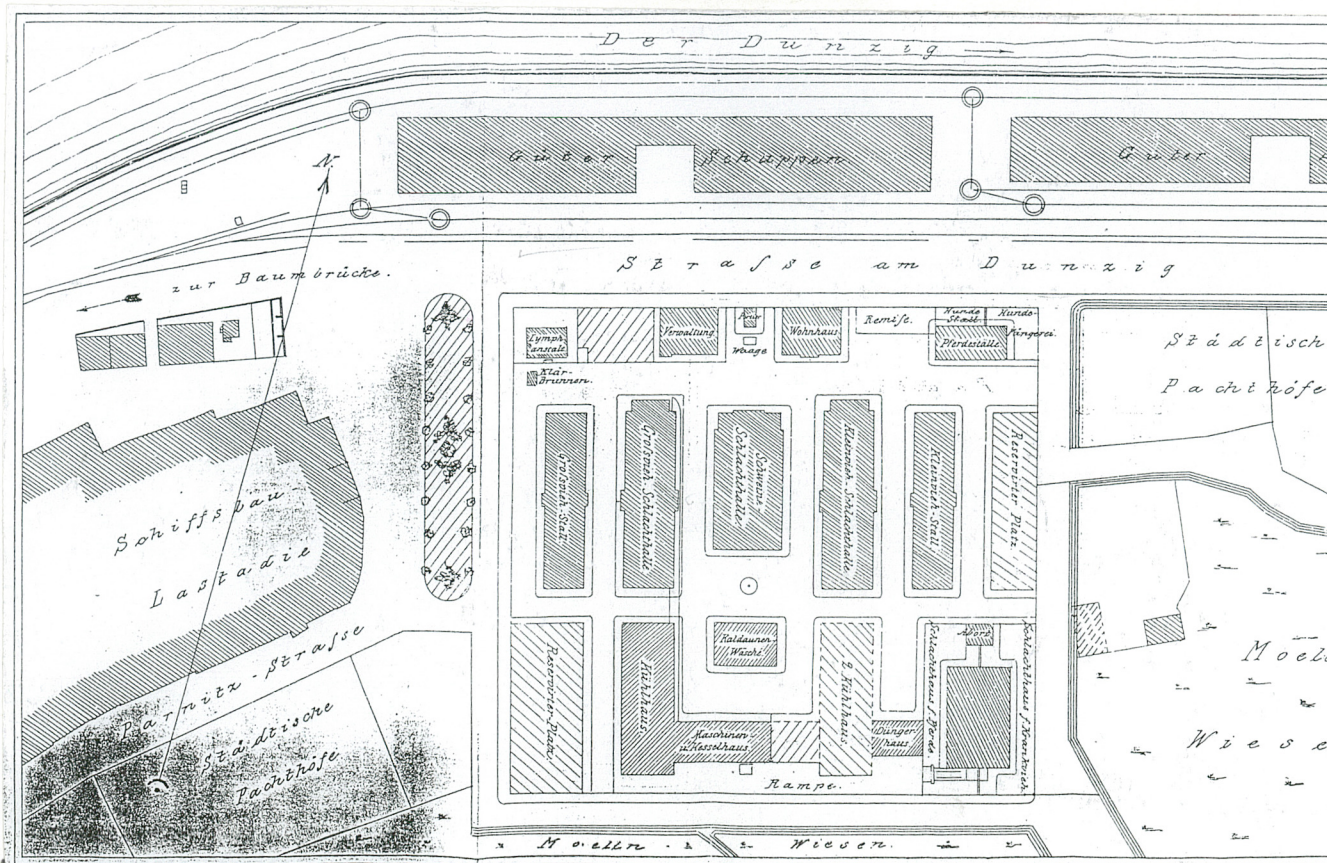 Der Dunzig
N.
Güter Schuppen
Güter
zur Baumbrücke.
Straſse am Dunzig
Lymph-
anstalt
Verwaltung
Waage
Wohnhaus
Remise.
Hunde
Stall
Hunde-
fängerei.
Pferdeställe
Klär-
Brunnen.
Städtisch
Pachthöfe
Großvieh-Stall
Großvieh-Schlachthalle
Schweine
Schlachthalle
Kleinvieh-Schlachthalle
Kleinvieh-Stall.
Reservirter Platz
Schiffsbau
Lastadie
Parnitz-Straſse
Städtische
Pachthöfe
Reservirter-Platz.
Kühlhaus.
Kaldaunen-
Wäsche
2. Kühlhaus.
Maschinen-
u. Kesselhaus.
Dünger
haus.
Schlachthaus f. Pferde.
Abort
Schlachthaus f. Krankvieh.
Rampe.
Moelln
Wiese
Moelln - Wiesen.